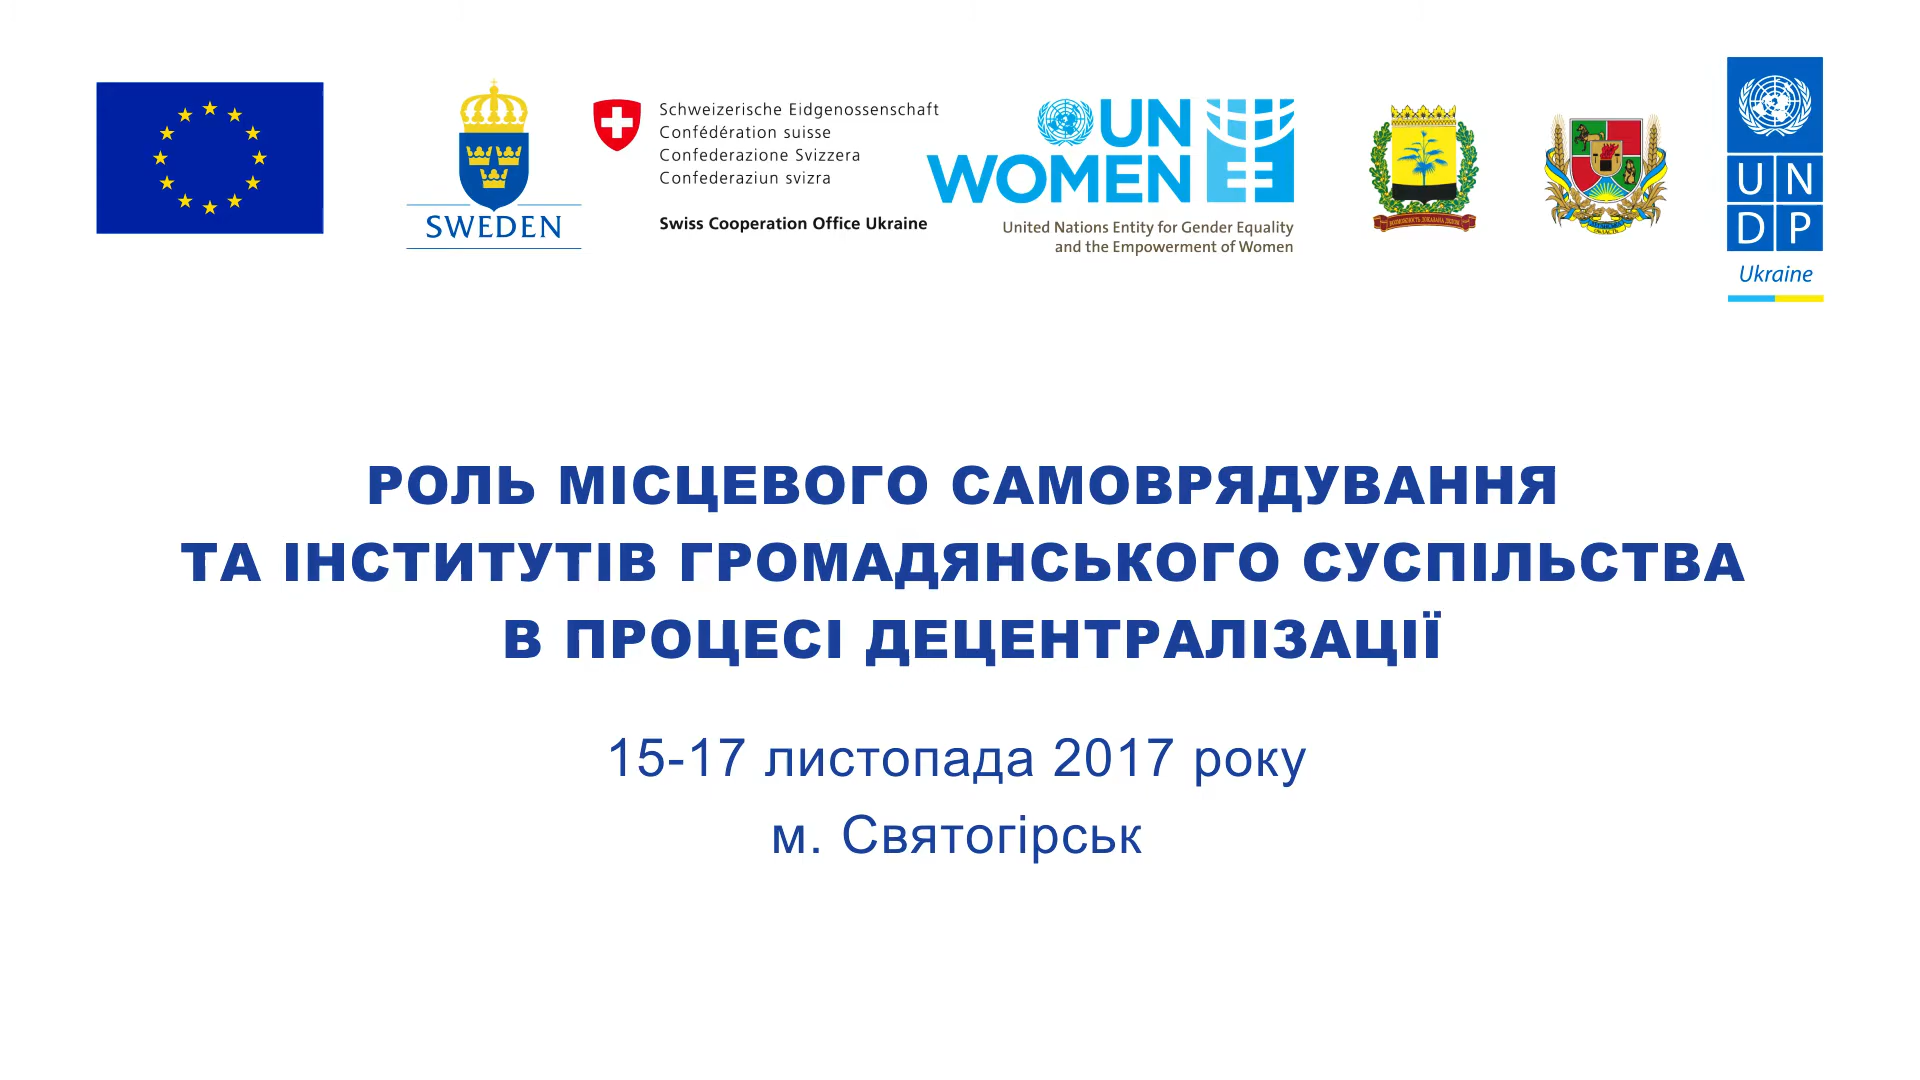 SWEDEN
Schweizerische Eidgenossenschaft
Confédération suisse
Confederazione Svizzera
Confederaziun svizra
Swiss Cooperation Office Ukraine
UN
WOMEN
United Nations Entity for Gender Equality
and the Empowerment of Women
U N
D P
Ukraine
РОЛЬ МІСЦЕВОГО САМОВРЯДУВАННЯ
ТА ІНСТИТУТІВ ГРОМАДЯНСЬКОГО СУСПІЛЬСТВА
В ПРОЦЕСІ ДЕЦЕНТРАЛІЗАЦІЇ
15-17 листопада 2017 року
м. Святогірськ